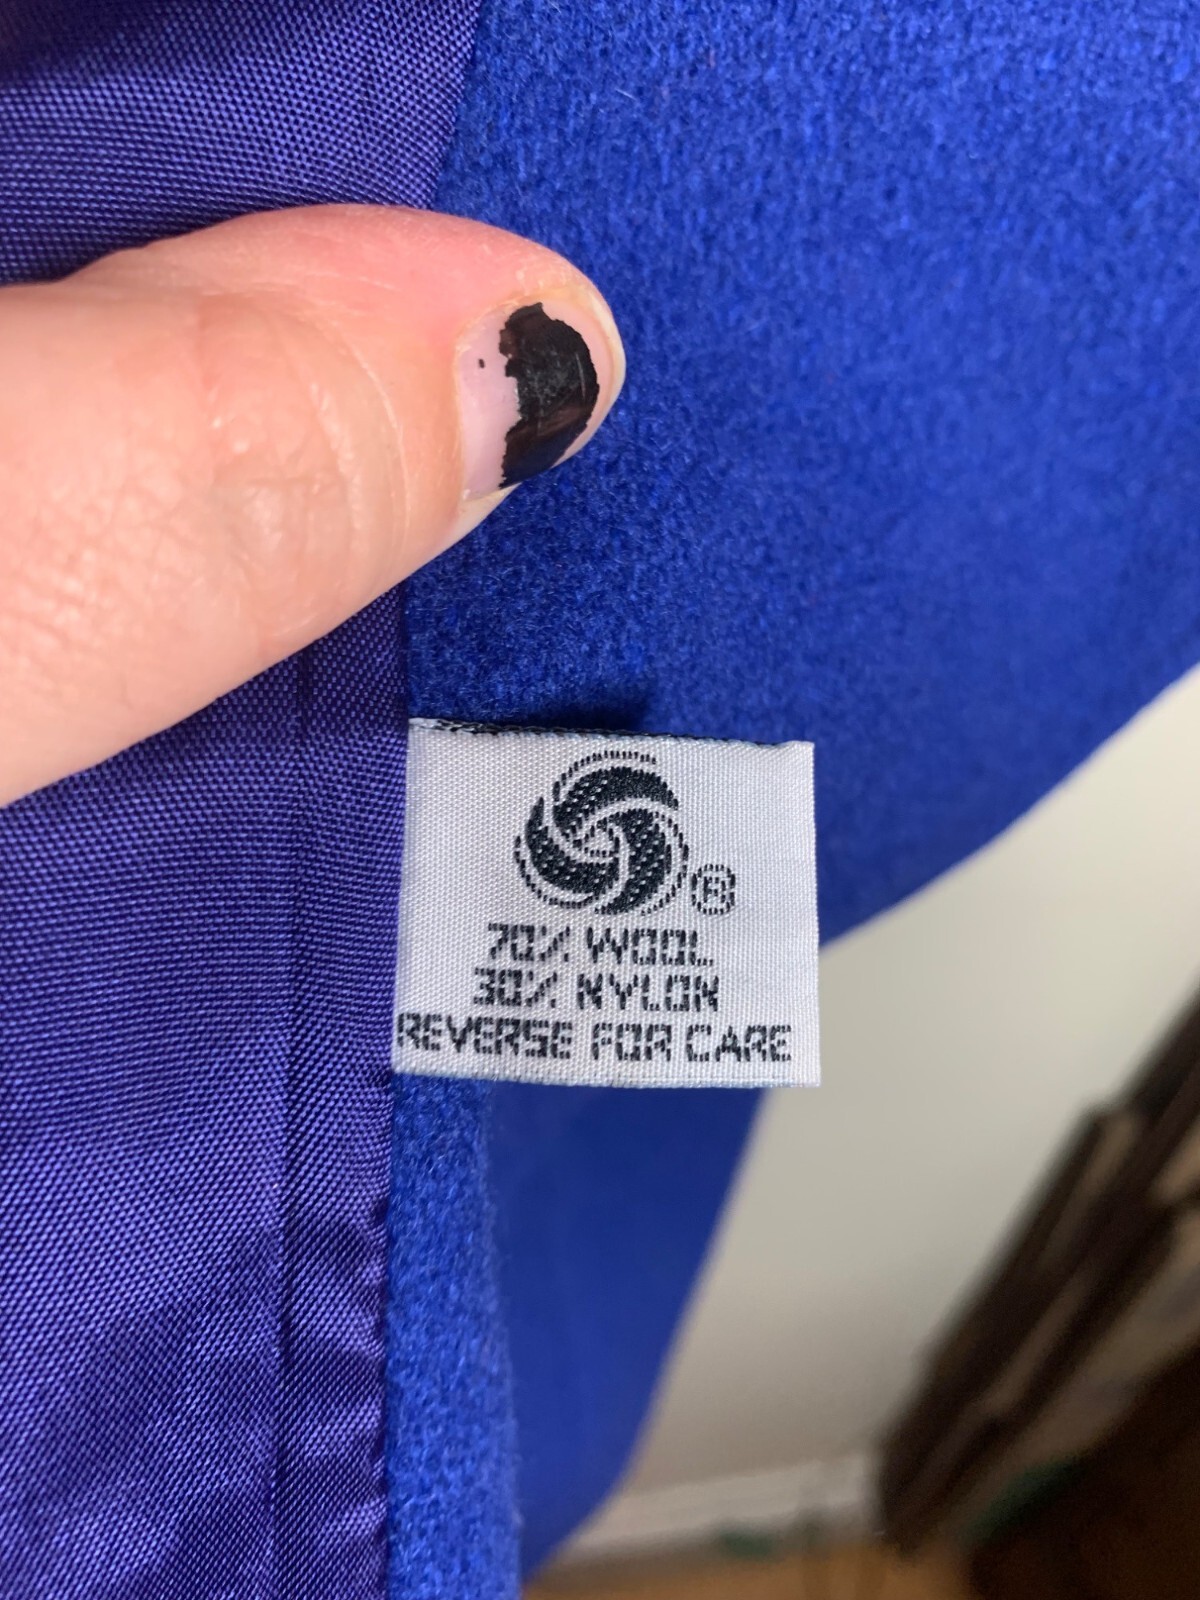 ®
70% WOOL
30% NYLON
REVERSE FOR CARE